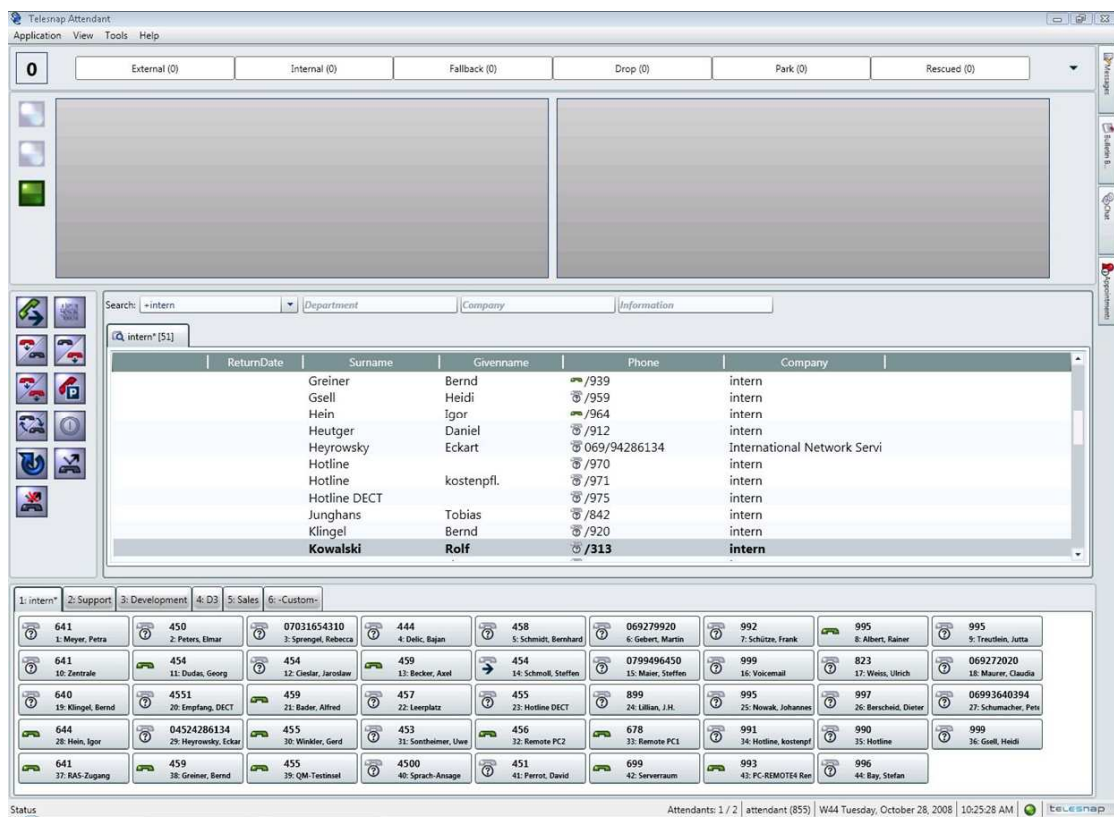 Telesnap Attendant
Application View Tools Help
0 External (0) Internal (0) Fallback (0) Drop (0) Park (0) Rescued (0)
Messages
Bulletin B...
Chat
Appointments
Search: +intern Department Company Information
intern* [51]
ReturnDate Surname Givenname Phone Company
Greiner Bernd /939 intern
Gsell Heidi /959 intern
Hein Igor /964 intern
Heutger Daniel /912 intern
Heyrowsky Eckart 069/94286134 International Network Servi
Hotline /970 intern
Hotline kostenpfl. /971 intern
Hotline DECT /975 intern
Junghans Tobias /842 intern
Klingel Bernd /920 intern
Kowalski Rolf /313 intern
1: intern* 2: Support 3: Development 4: D3 5: Sales 6: -Custom-
641 450 07031654310 444 458 069279920 992 995 995
1: Meyer, Petra 2: Peters, Elmar 3: Sprengel, Rebecca 4: Delic, Bajan 5: Schmidt, Bernhard 6: Gebert, Martin 7: Schütze, Frank 8: Albert, Rainer 9: Treutlein, Jutta
641 454 454 459 454 0799496450 999 823 069272020
10: Zentrale 11: Dudas, Georg 12: Cieslar, Jaroslaw 13: Becker, Axel 14: Schmoll, Steffen 15: Maier, Steffen 16: Voicemail 17: Weiss, Ulrich 18: Maurer, Claudia
640 4551 459 457 455 899 995 997 06993640394
19: Klingel, Bernd 20: Empfang, DECT 21: Bader, Alfred 22: Leerplatz 23: Hotline DECT 24: Lillian, J.H. 25: Nowak, Johannes 26: Berscheid, Dieter 27: Schumacher, Pete
644 04524286134 455 453 456 678 991 990 999
28: Hein, Igor 29: Heyrowsky, Eckar 30: Winkler, Gerd 31: Sontheimer, Uwe 32: Remote PC2 33: Remote PC1 34: Hotline, kostenpf 35: Hotline 36: Gsell, Heidi
641 459 455 4500 451 699 993 996
37: RAS-Zugang 38: Greiner, Bernd 39: QM-Testinsel 40: Sprach-Ansage 41: Perrot, David 42: Serverraum 43: PC-REMOTE4 Ren 44: Bay, Stefan
Status Attendants: 1 / 2 attendant (855) W44 Tuesday, October 28, 2008 10:25:28 AM telesnap